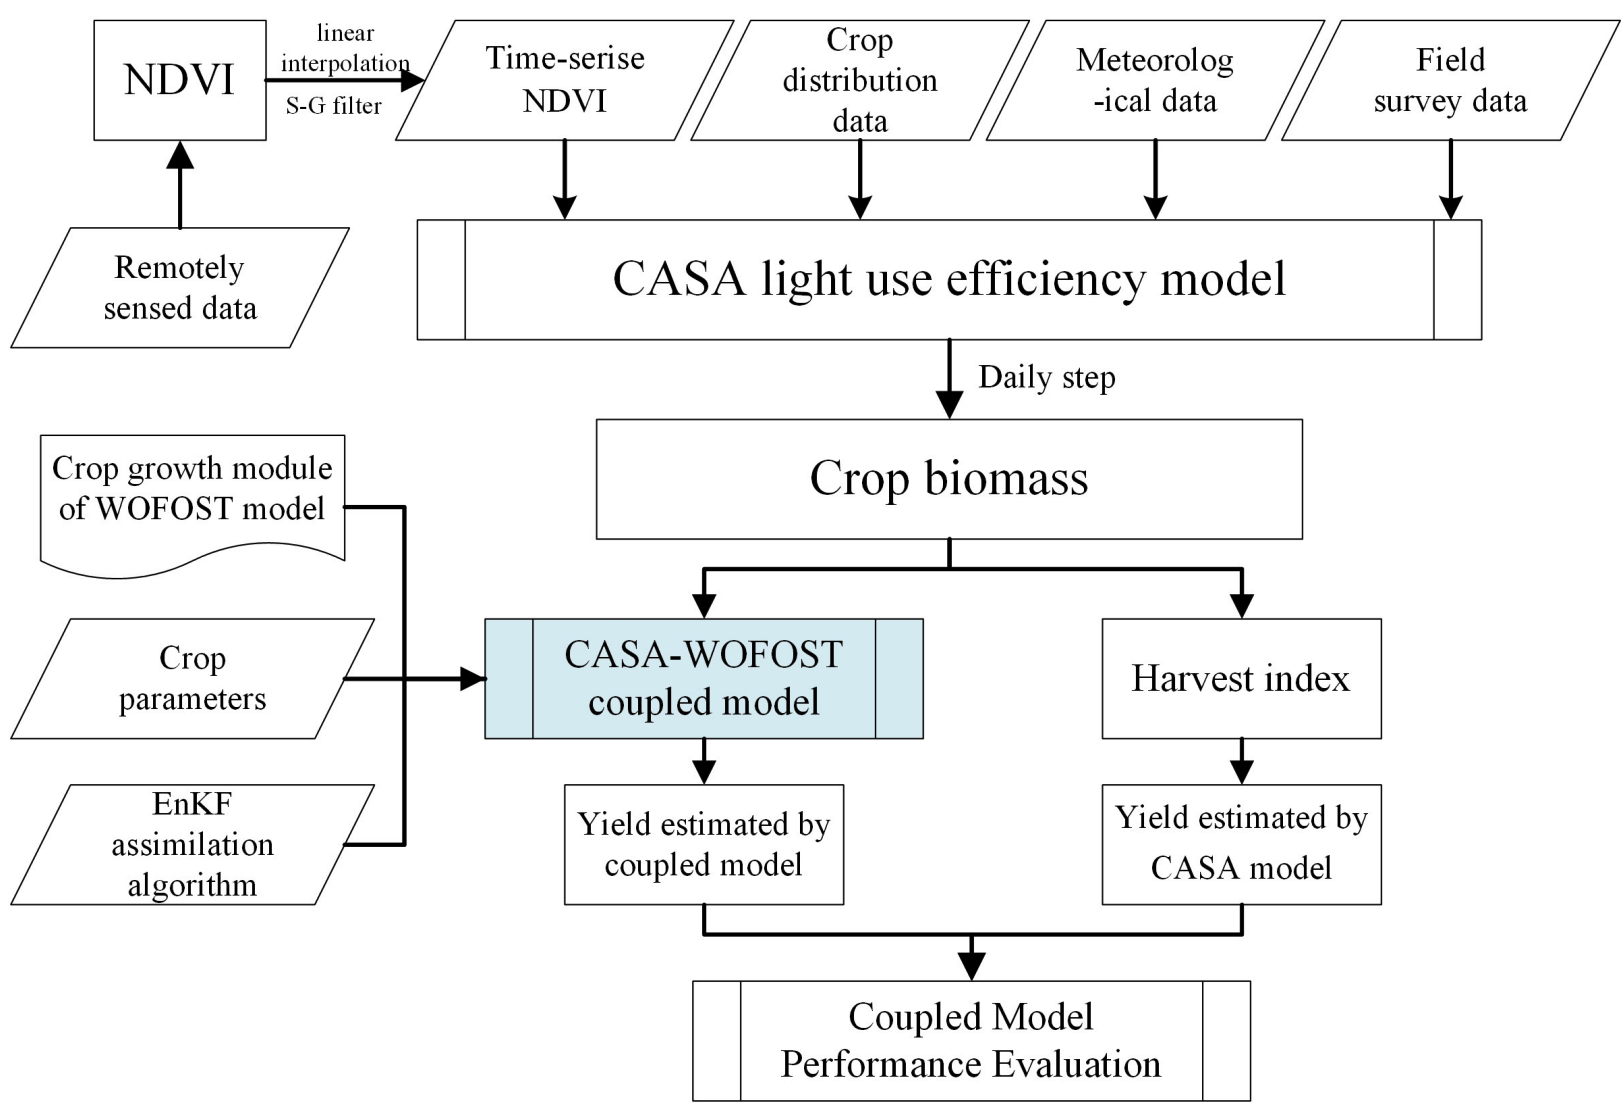 NDVI
linear
interpolation
S-G filter
Time-serise
NDVI
Crop
distribution
data
Meteorolog
-ical data
Field
survey data
Remotely
sensed data
CASA light use efficiency model
Daily step
Crop biomass
Crop growth module
of WOFOST model
Crop
parameters
EnKF
assimilation
algorithm
CASA-WOFOST
coupled model
Harvest index
Yield estimated by
coupled model
Yield estimated by
CASA model
Coupled Model
Performance Evaluation